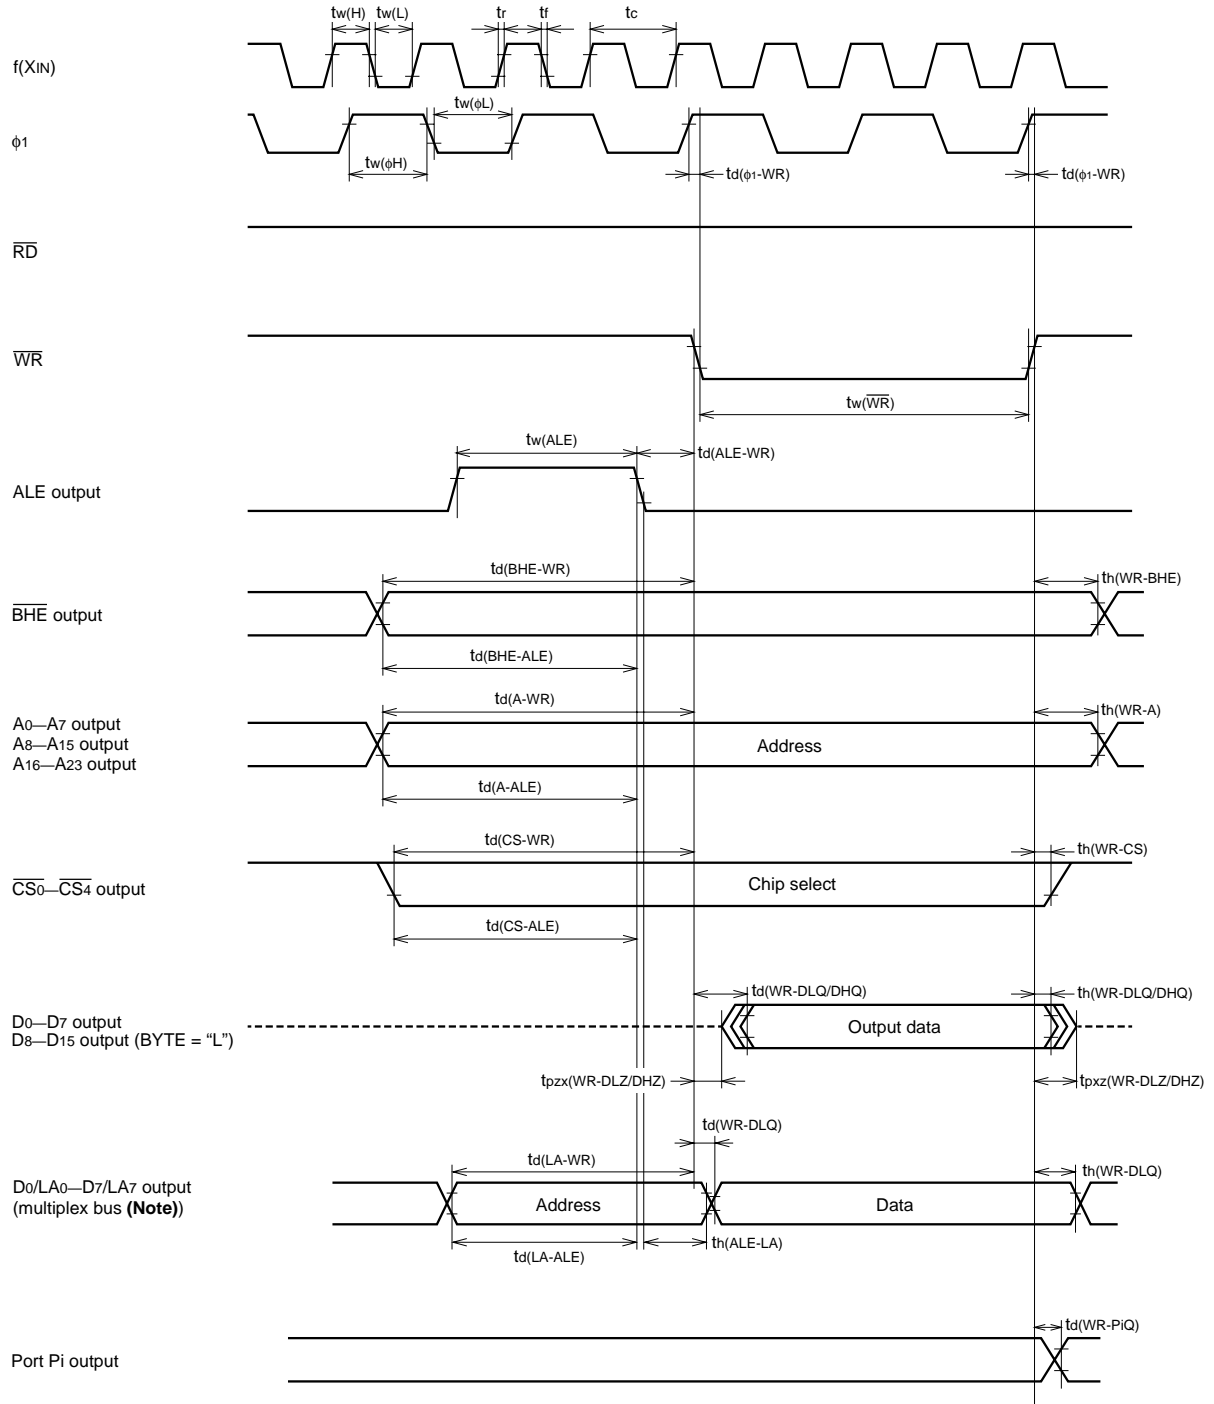 tw(H) tw(L) tr tf tc
f(XIN)
tw(ϕL)
ϕ1
tw(ϕH)
td(ϕ1-WR) td(ϕ1-WR)
RD
WR
tw(WR)
tw(ALE)
td(ALE-WR)
ALE output
td(BHE-WR) th(WR-BHE)
BHE output
td(BHE-ALE)
td(A-WR) th(WR-A)
A0—A7 output
A8—A15 output
Address
A16—A23 output
td(A-ALE)
td(CS-WR) th(WR-CS)
CS0—CS4 output
Chip select
td(CS-ALE)
td(WR-DLQ/DHQ) th(WR-DLQ/DHQ)
D0—D7 output
Output data
D8—D15 output (BYTE = “L”)
tpzx(WR-DLZ/DHZ) tpxz(WR-DLZ/DHZ)
td(WR-DLQ)
td(LA-WR) th(WR-DLQ)
D0/LA0—D7/LA7 output
Address Data
(multiplex bus (Note))
td(LA-ALE) th(ALE-LA)
td(WR-PiQ)
Port Pi output